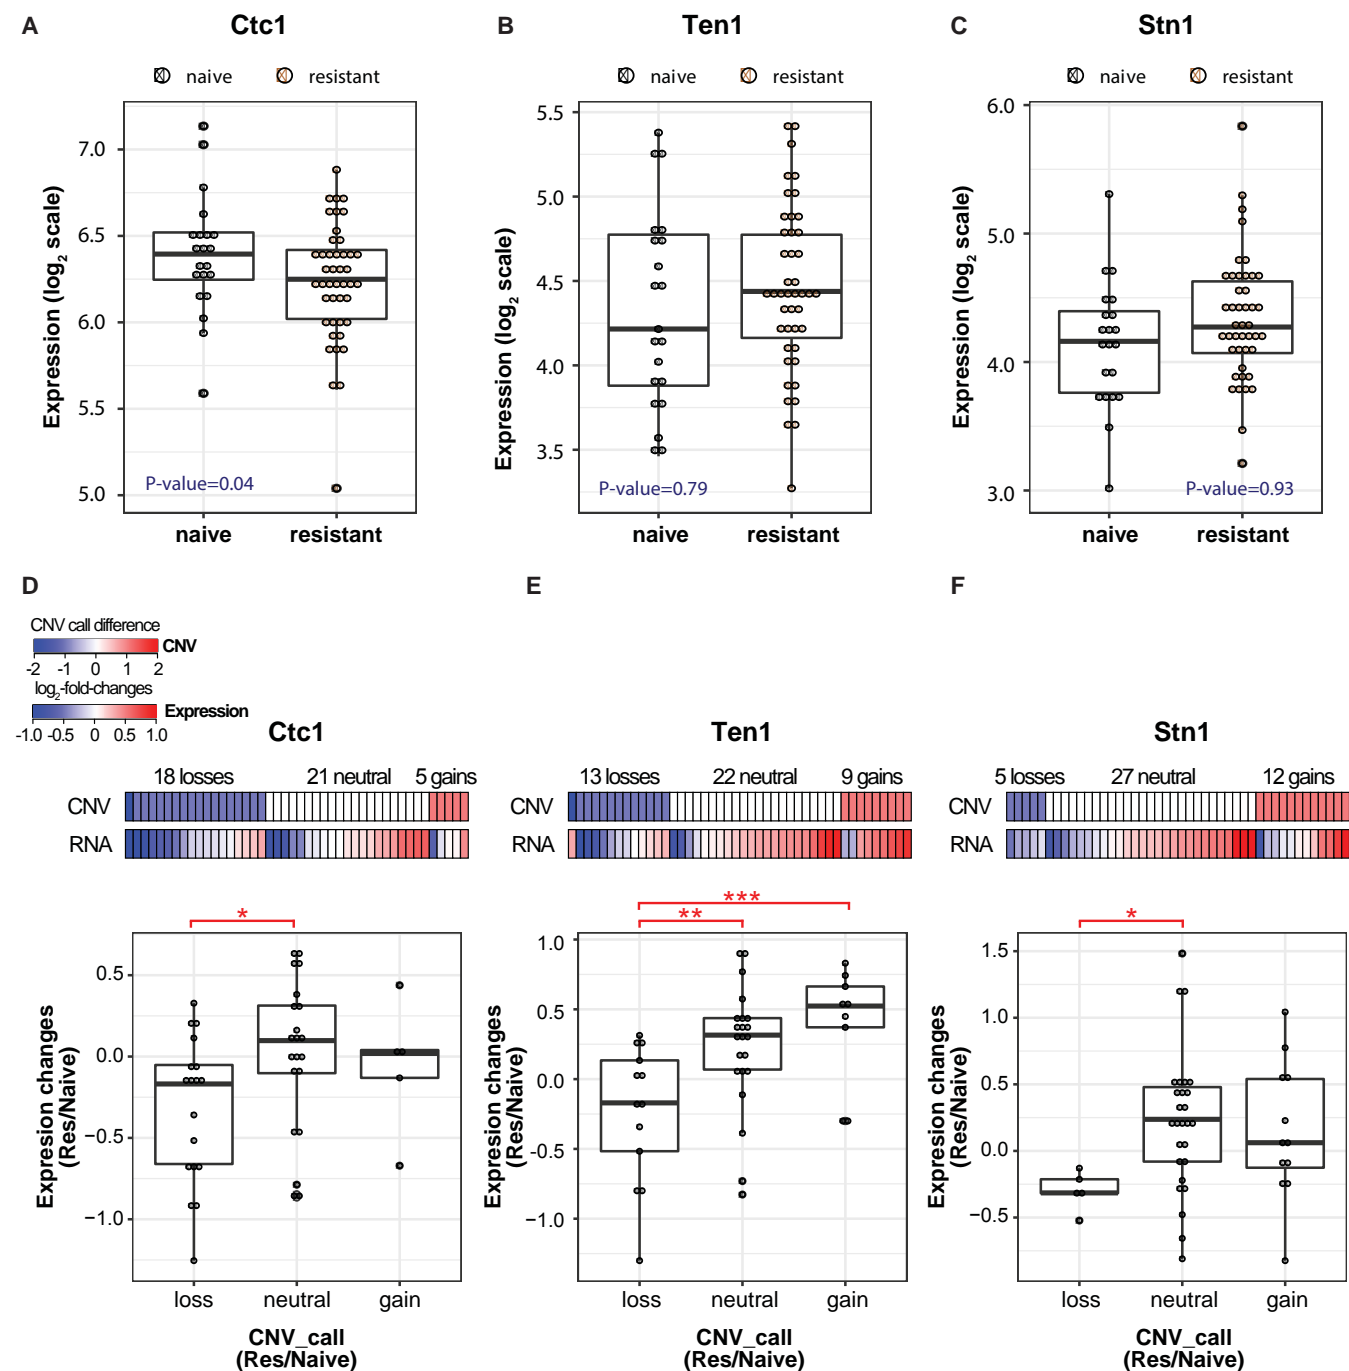 A Ctc1
naive resistant
Expression (log2 scale)
7.0
6.5
6.0
5.5
5.0
P-value=0.04
naive resistant
B Ten1
naive resistant
Expression (log2 scale)
5.5
5.0
4.5
4.0
3.5
P-value=0.79
naive resistant
C Stn1
naive resistant
Expression (log2 scale)
6.0
5.0
4.0
3.0
P-value=0.93
naive resistant
D
CNV call difference
CNV
-2 -1 0 1 2
log2-fold-changes
Expression
-1.0 -0.5 0 0.5 1.0
Ctc1
18 losses 21 neutral 5 gains
CNV
RNA
*
Expression changes
(Res/Naive)
0.5
0.0
−0.5
−1.0
loss neutral gain
CNV_call
(Res/Naive)
E
Ten1
13 losses 22 neutral 9 gains
CNV
RNA
***
**
Expression changes
(Res/Naive)
1.0
0.5
0.0
-0.5
−1.0
loss neutral gain
CNV_call
(Res/Naive)
F
Stn1
5 losses 27 neutral 12 gains
CNV
RNA
*
Expression changes
(Res/Naive)
1.5
1.0
0.5
0.0
−0.5
loss neutral gain
CNV_call
(Res/Naive)